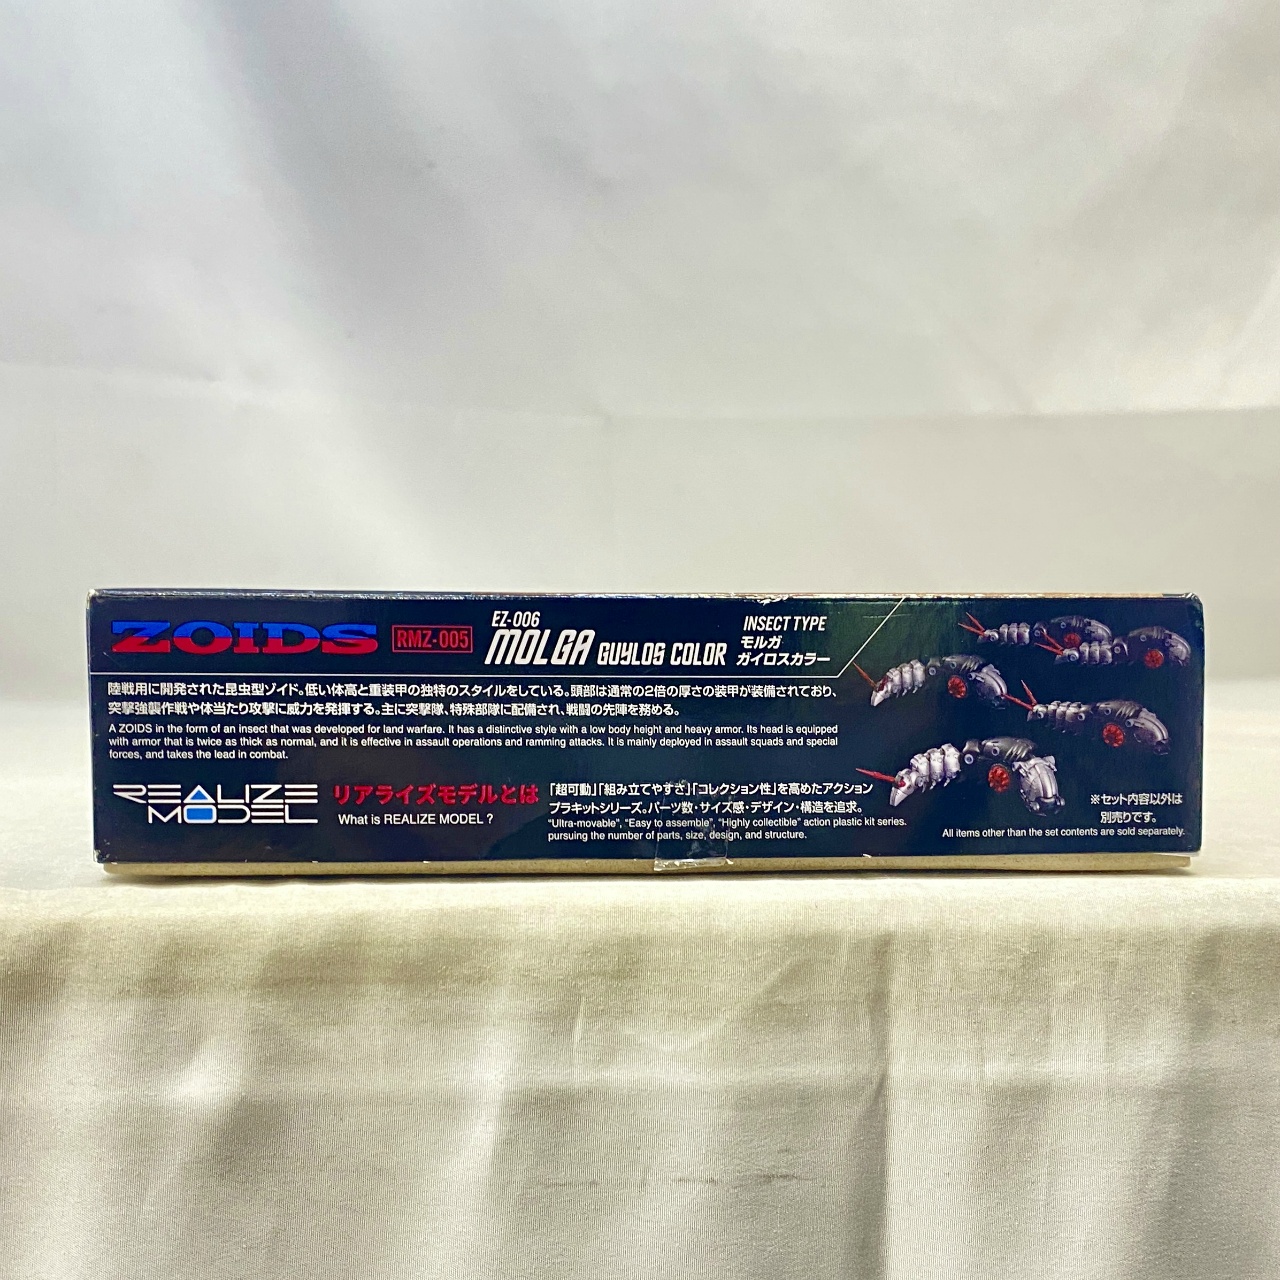 ZOIDS RMZ-005 EZ-006 MOLGA GUYLOS COLOR INSECT TYPE
モルガ
ガイロスカラー
陸戦用に開発された昆虫型ゾイド。低い体高と重装甲の独特のスタイルをしている。頭部は通常の2倍の厚さの装甲が装備されており、
突撃強襲作戦や体当たり攻撃に威力を発揮する。主に突撃隊、特殊部隊に配備され、戦闘の先陣を務める。
A ZOIDS in the form of an insect that was developed for land warfare. It has a distinctive style with a low body height and heavy armor. Its head is equipped
with armor that is twice as thick as normal, and it is effective in assault operations and ramming attacks. It is mainly deployed in assault squads and special
forces, and takes the lead in combat.
REALIZE
MODEL
リアライズモデルとは
What is REALIZE MODEL ?
「超可動」「組み立てやすさ」「コレクション性」を高めたアクション
プラキットシリーズ。パーツ数・サイズ感・デザイン・構造を追求。
“Ultra-movable”, “Easy to assemble”, “Highly collectible” action plastic kit series.
pursuing the number of parts, size, design, and structure.
※セット内容以外は
別売りです。
All items other than the set contents are sold separately.